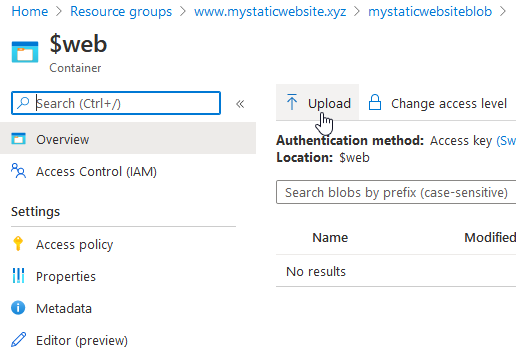 Home > Resource groups > www.mystaticwebsite.xyz > mystaticwebsiteblob >
$web
Container
Search (Ctrl+/)
«
Overview
Access Control (IAM)
Settings
Access policy
Properties
Metadata
Editor (preview)
Upload
Change access level
Authentication method: Access key (Sw
Location: $web
Search blobs by prefix (case-sensitive)
Name Modified
No results